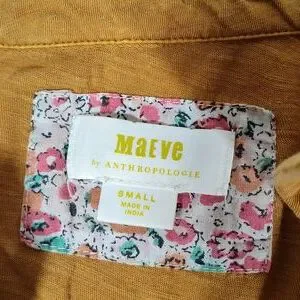 Maeve
by ANTHROPOLOGIE
SMALL
MADE IN
INDIA